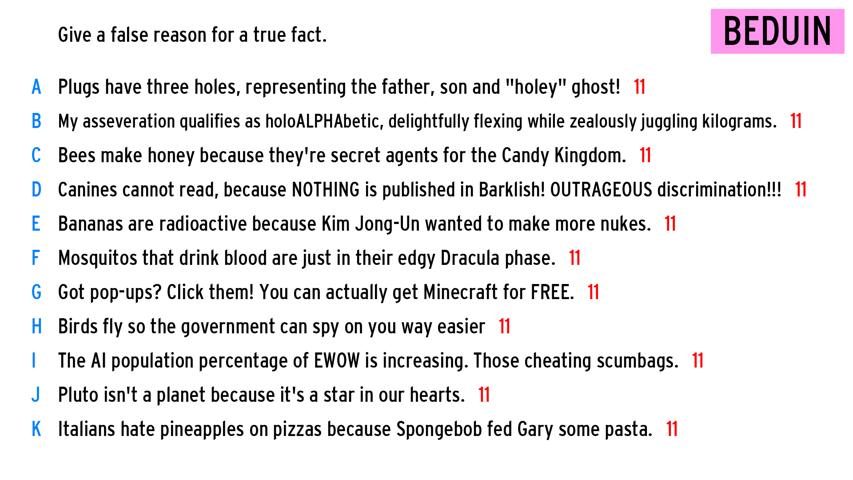 Give a false reason for a true fact.
BEDUIN
A Plugs have three holes, representing the father, son and "holey" ghost! 11
B My asseveration qualifies as holoALPHAbetic, delightfully flexing while zealously juggling kilograms. 11
C Bees make honey because they're secret agents for the Candy Kingdom. 11
D Canines cannot read, because NOTHING is published in Barklish! OUTRAGEOUS discrimination!!! 11
E Bananas are radioactive because Kim Jong-Un wanted to make more nukes. 11
F Mosquitos that drink blood are just in their edgy Dracula phase. 11
G Got pop-ups? Click them! You can actually get Minecraft for FREE. 11
H Birds fly so the government can spy on you way easier 11
I The AI population percentage of EWOW is increasing. Those cheating scumbags. 11
J Pluto isn't a planet because it's a star in our hearts. 11
K Italians hate pineapples on pizzas because Spongebob fed Gary some pasta. 11